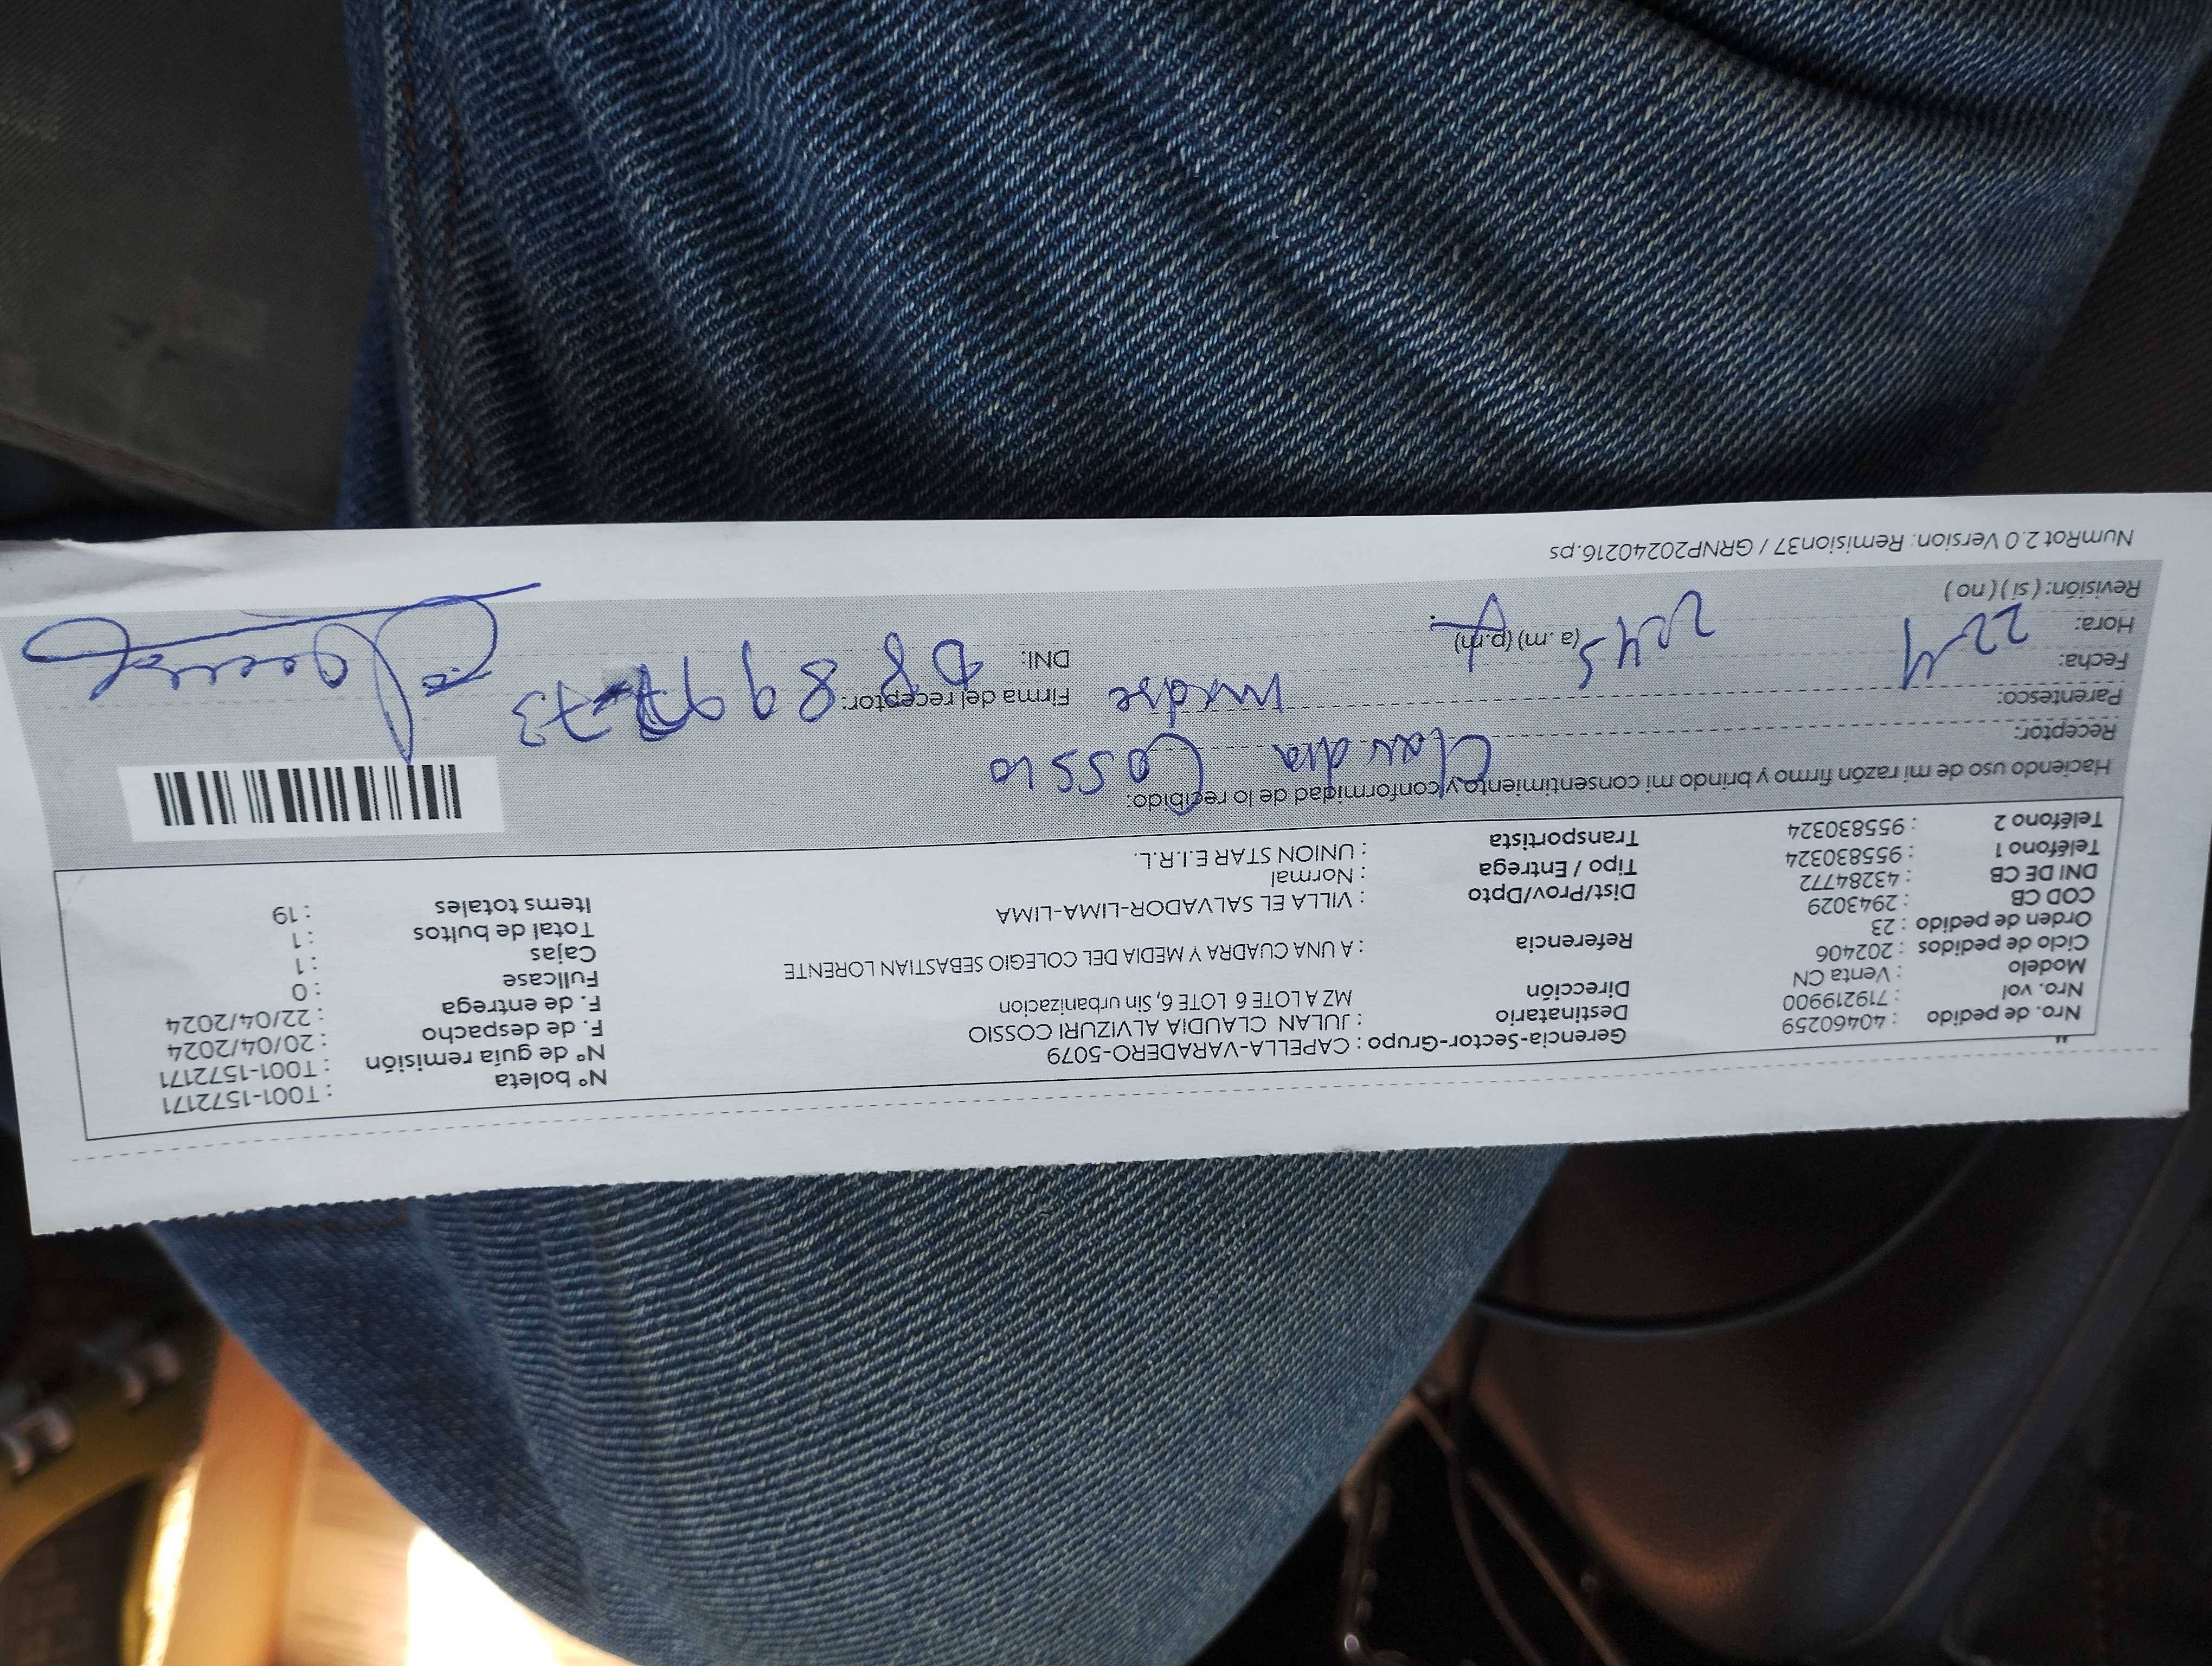 Nro. de pedido : 40460259
Nro. vol : 719219900
Modelo : Venta CN
Ciclo de pedidos : 202406
Orden de pedido : 23
COD CB : 2943029
DNI DE CB : 43284772
Teléfono 1 : 955830324
Teléfono 2 : 955830324
Gerencia-Sector-Grupo : CAPELLA-VARADERO-5079
Destinatario : JULAN CLAUDIA ALVIZURI COSSIO
Dirección MZ A LOTE 6 LOTE 6, Sin urbanizacion
Referencia : A UNA CUADRA Y MEDIA DEL COLEGIO SEBASTIAN LORENTE
Dist/Prov/Dpto : VILLA EL SALVADOR-LIMA-LIMA
Tipo / Entrega : Normal
Transportista : UNION STAR E.I.R.L.
Nº boleta : T001-1572171
Nº de guía remisión : T001-1572171
F. de despacho : 20/04/2024
F. de entrega : 22/04/2024
Fullcase : 0
Cajas : 1
Total de bultos : 1
Items totales : 19
Haciendo uso de mi razón firmo y brindo mi consentimiento y conformidad de lo recibido:
Receptor: Claudia Cossio
Parentesco: madre Firma del receptor:
Fecha: 22-4
DNI:
Hora: (a.m) (p.m)
Revisión: ( si ) ( no )
NumRot 2.0 Version: Remision37 / GRNP20240216.ps